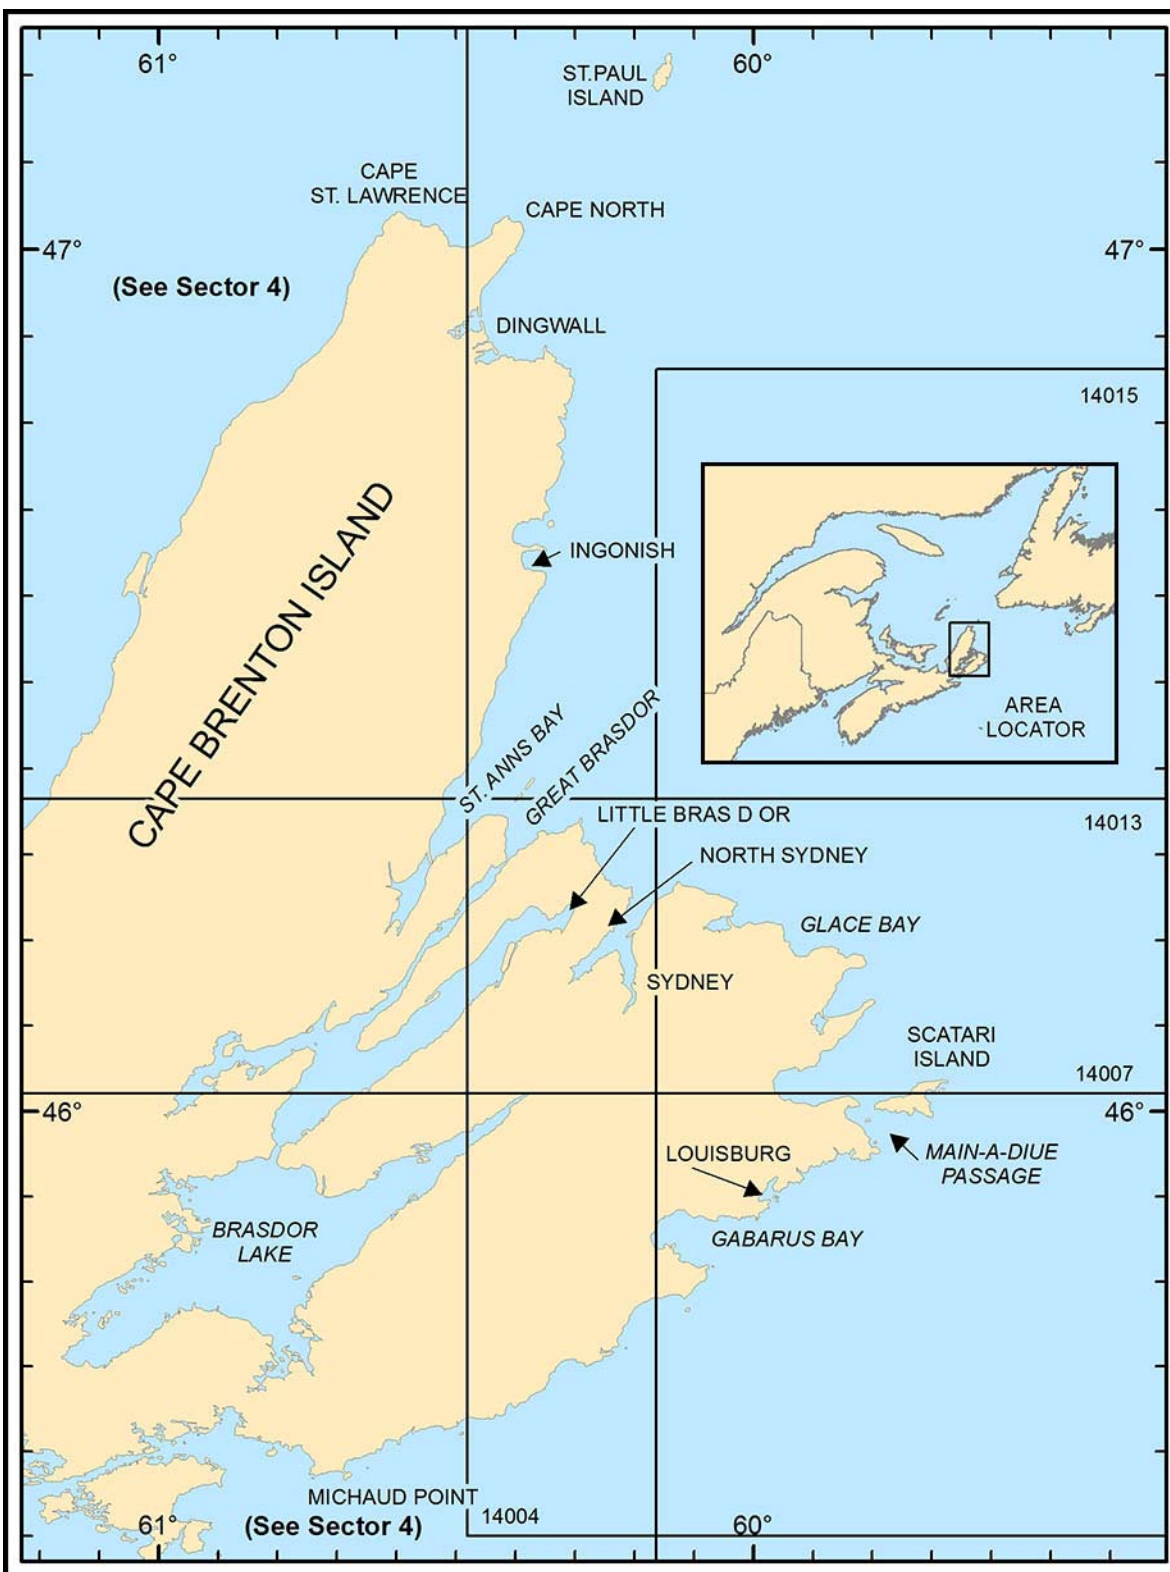 61°
60°
ST.PAUL
ISLAND
CAPE
ST. LAWRENCE
CAPE NORTH
47°
47°
(See Sector 4)
DINGWALL
14015
INGONISH
CAPE BRENTON ISLAND
AREA
LOCATOR
ST. ANNS BAY
GREAT BRASDOR
LITTLE BRAS D OR
14013
NORTH SYDNEY
GLACE BAY
SYDNEY
SCATARI
ISLAND
14007
46°
46°
LOUISBURG
MAIN-A-DIUE
PASSAGE
BRASDOR
LAKE
GABARUS BAY
MICHAUD POINT
14004
61°
(See Sector 4)
60°